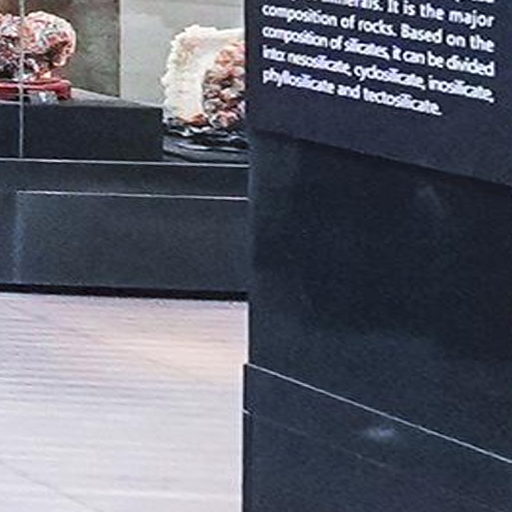 minerals. It is the major
composition of rocks. Based on the
composition of silicates, it can be divided
into: nesosilicate, cyclosilicate, inosilicate,
phyllosilicate and tectosilicate.